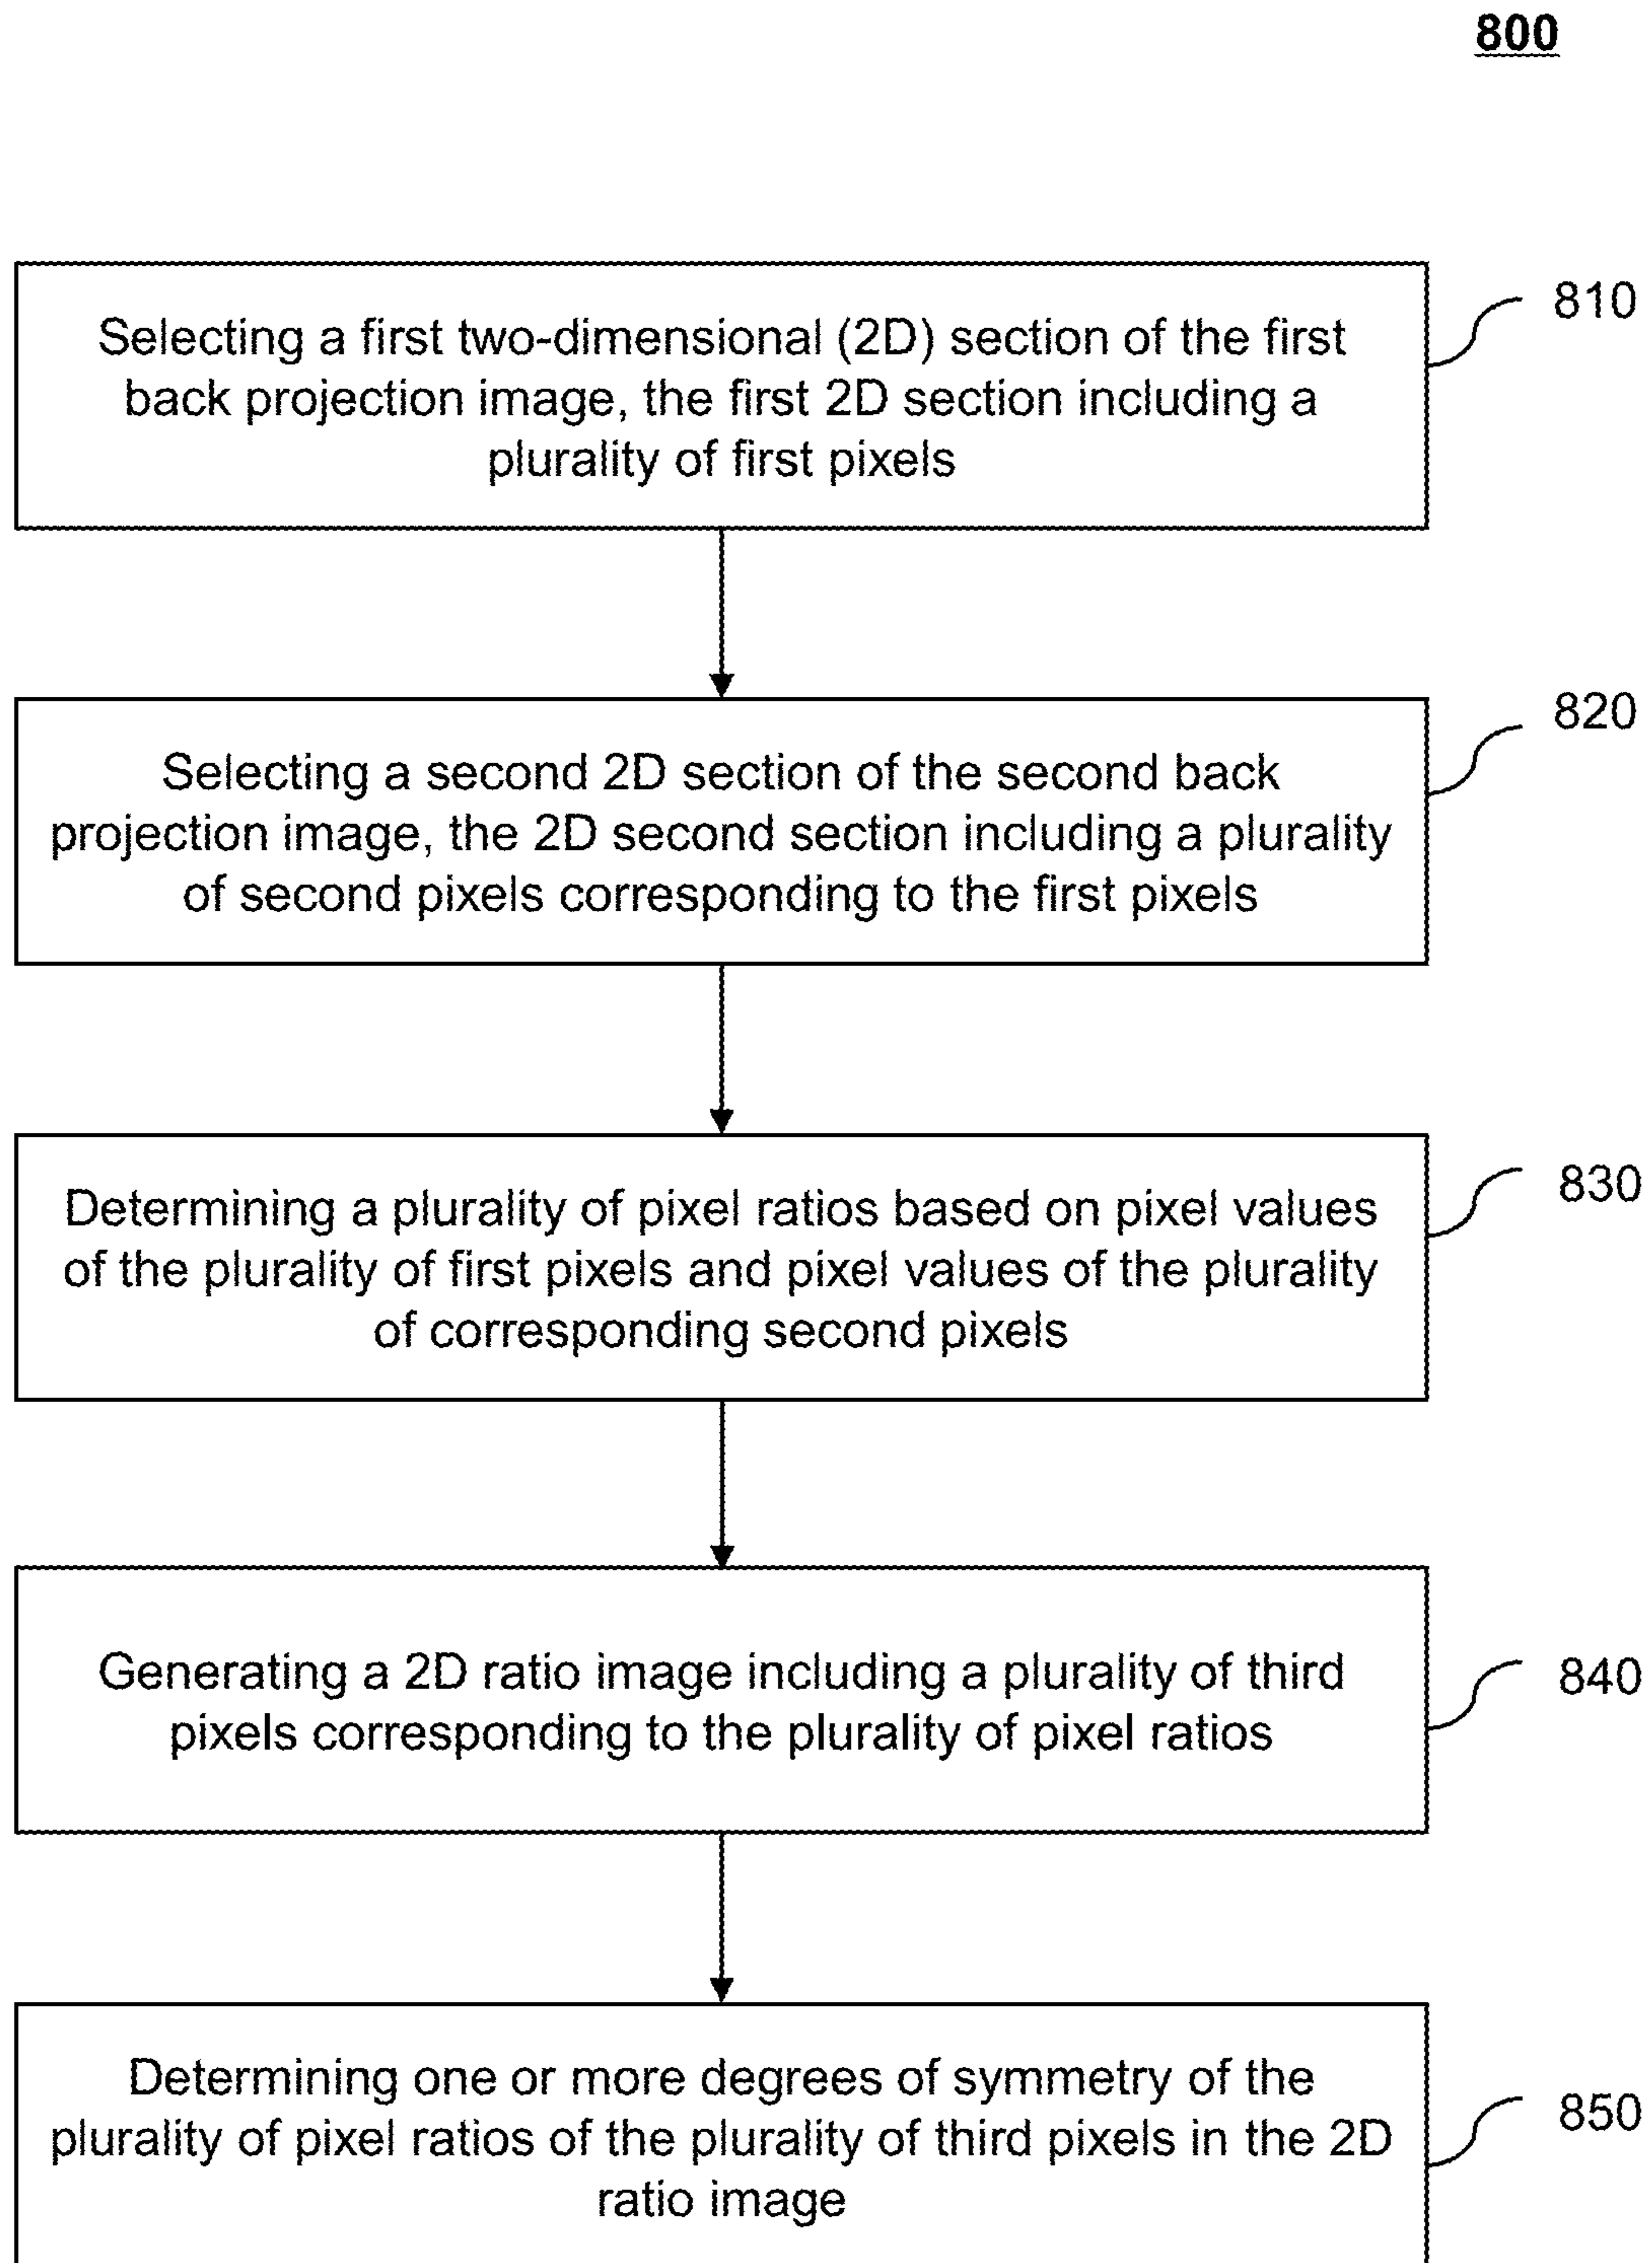 800
Selecting a first two-dimensional (2D) section of the first
back projection image, the first 2D section including a
plurality of first pixels
810
Selecting a second 2D section of the second back
projection image, the 2D second section including a plurality
of second pixels corresponding to the first pixels
820
Determining a plurality of pixel ratios based on pixel values
of the plurality of first pixels and pixel values of the plurality
of corresponding second pixels
830
Generating a 2D ratio image including a plurality of third
pixels corresponding to the plurality of pixel ratios
840
Determining one or more degrees of symmetry of the
plurality of pixel ratios of the plurality of third pixels in the 2D
ratio image
850